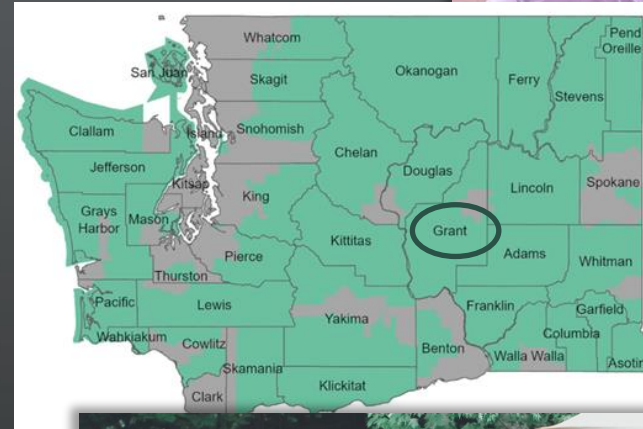 Whatcom
Pend
Oreille
San Juan
Skagit
Okanogan
Ferry
Stevens
Clallam
Island
Snohomish
Chelan
Douglas
Jefferson
Kitsap
King
Lincoln
Spokane
Grays
Harbor
Mason
Kittitas
Grant
Pierce
Adams
Whitman
Thurston
Pacific
Lewis
Yakima
Franklin
Garfield
Wahkiakum
Cowlitz
Benton
Columbia
Skamania
Walla Walla
Asotin
Klickitat
Clark